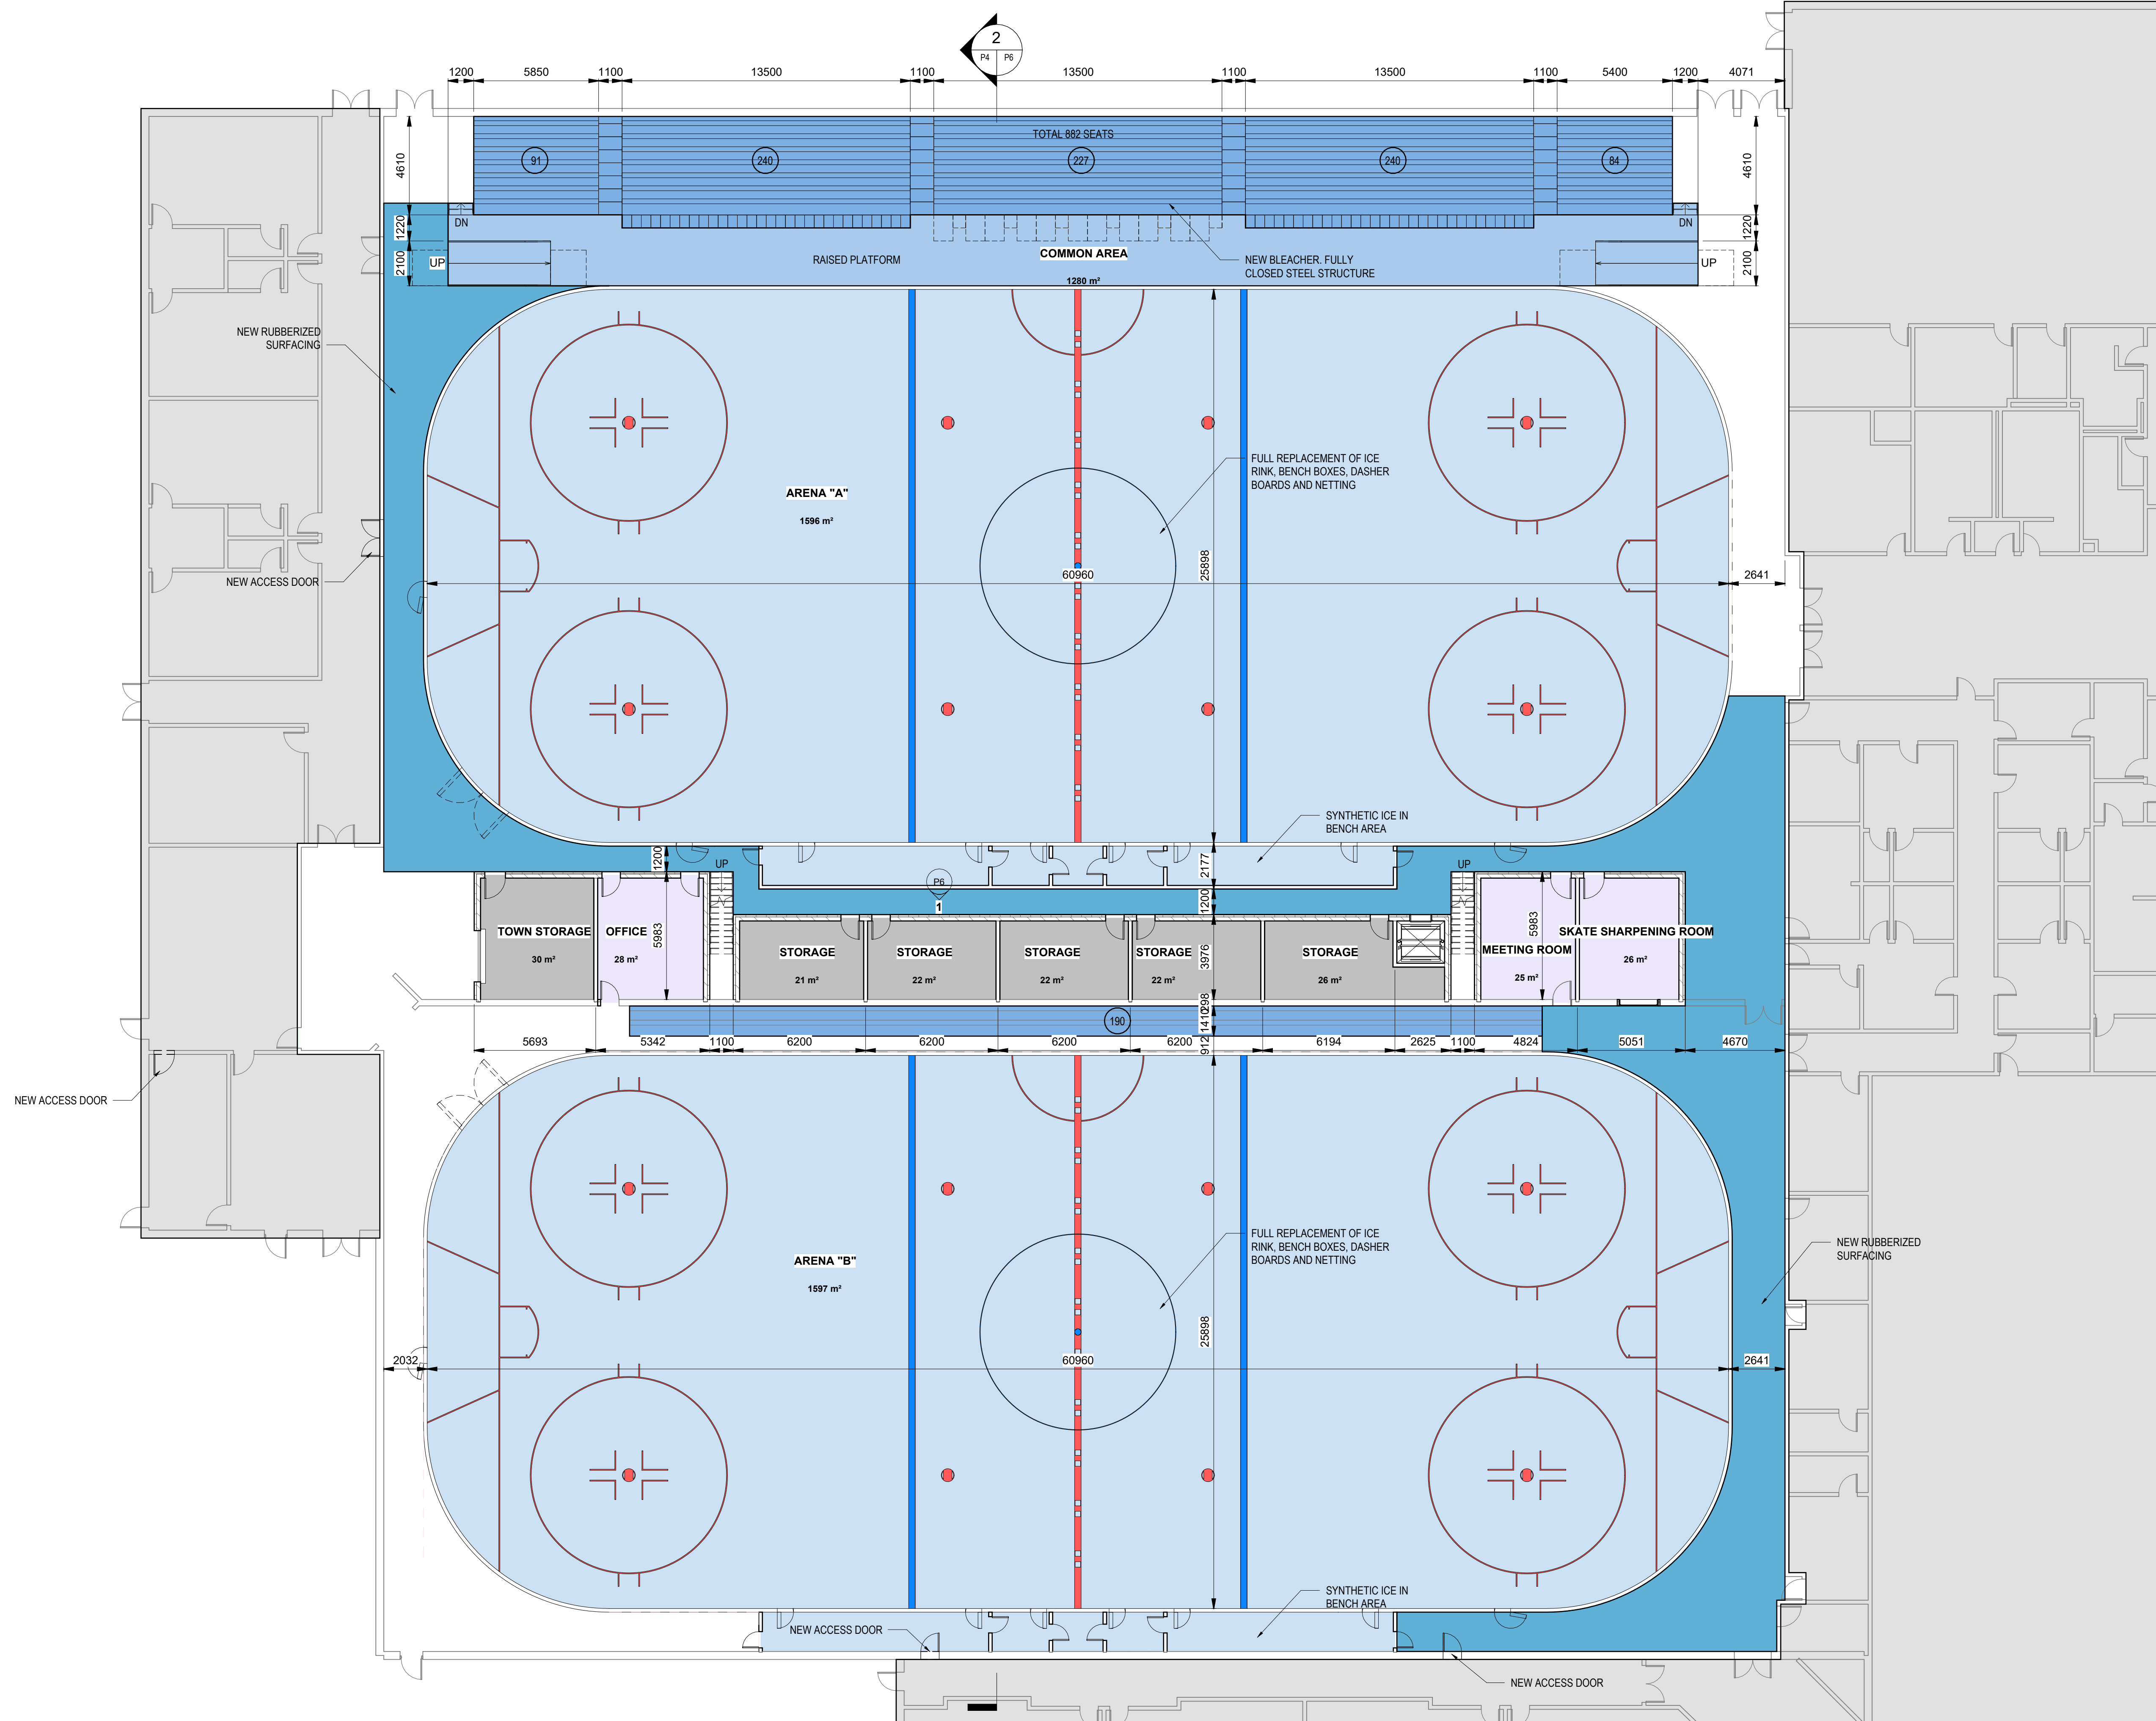 2
P4 P6
1200 5850 1100 13500 1100 13500 1100 13500 1100 5400 1200 4071
TOTAL 882 SEATS
91 240 227 240 84
4610 4610
DN DN
1220 1220
COMMON AREA
RAISED PLATFORM
UP UP
NEW BLEACHER. FULLY
CLOSED STEEL STRUCTURE
2100 2100
1280 m²
NEW RUBBERIZED
SURFACING
FULL REPLACEMENT OF ICE
RINK, BENCH BOXES, DASHER
BOARDS AND NETTING
ARENA "A"
1596 m²
25898
60960 2641
NEW ACCESS DOOR
SYNTHETIC ICE IN
BENCH AREA
1200 UP 2177 UP
P6
1
1200
TOWN STORAGE OFFICE 5983 5983 SKATE SHARPENING ROOM
STORAGE STORAGE STORAGE STORAGE STORAGE MEETING ROOM
3976
30 m² 28 m² 26 m²
21 m² 22 m² 22 m² 22 m² 26 m² 25 m²
298
190 1410
5693 5342 1100 6200 6200 6200 6200 6194 2625 1100 4824 5051 4670
912
NEW ACCESS DOOR
FULL REPLACEMENT OF ICE
RINK, BENCH BOXES, DASHER
BOARDS AND NETTING
NEW RUBBERIZED
SURFACING
ARENA "B"
1597 m²
25898
2032 60960 2641
SYNTHETIC ICE IN
BENCH AREA
NEW ACCESS DOOR
NEW ACCESS DOOR